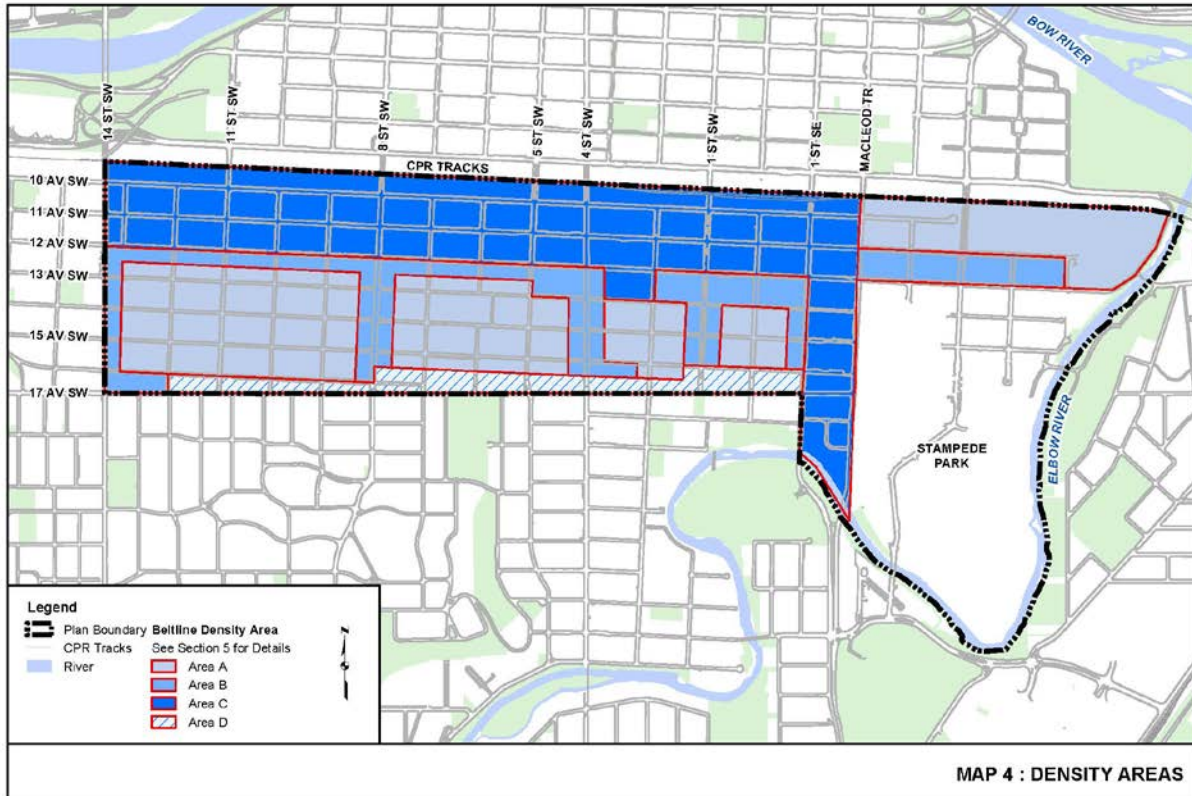 BOW RIVER
14 ST SW
11 ST SW
8 ST SW
5 ST SW
4 ST SW
1 ST SW
1 ST SE
MACLEOD TR
CPR TRACKS
10 AV SW
11 AV SW
12 AV SW
13 AV SW
15 AV SW
17 AV SW
STAMPEDE
PARK
ELBOW RIVER
Legend
Plan Boundary
CPR Tracks
River
Beltline Density Area
See Section 5 for Details
Area A
Area B
Area C
Area D
N
MAP 4 : DENSITY AREAS